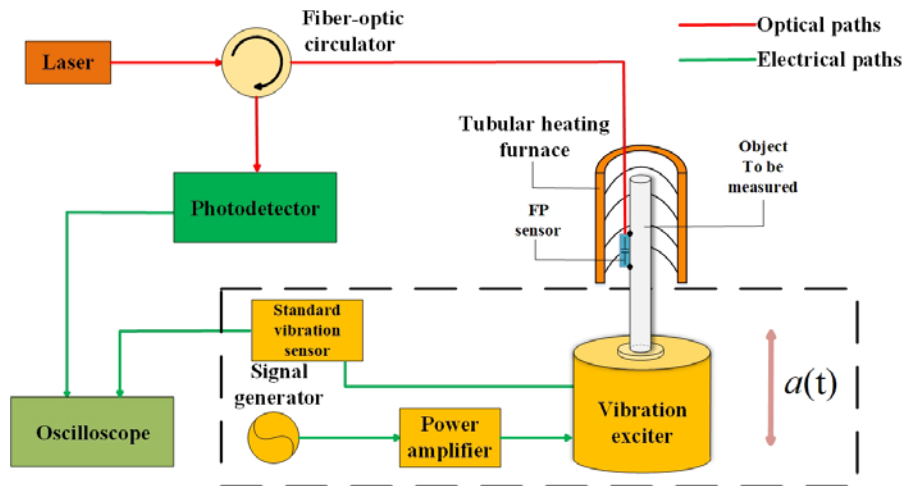 Fiber-optic
circulator
Laser
Optical paths
Electrical paths
Tubular heating
furnace
Object
To be
measured
Photodetector
FP
sensor
Standard
vibration
sensor
Signal
generator
a(t)
Oscilloscope
Power
amplifier
Vibration
exciter